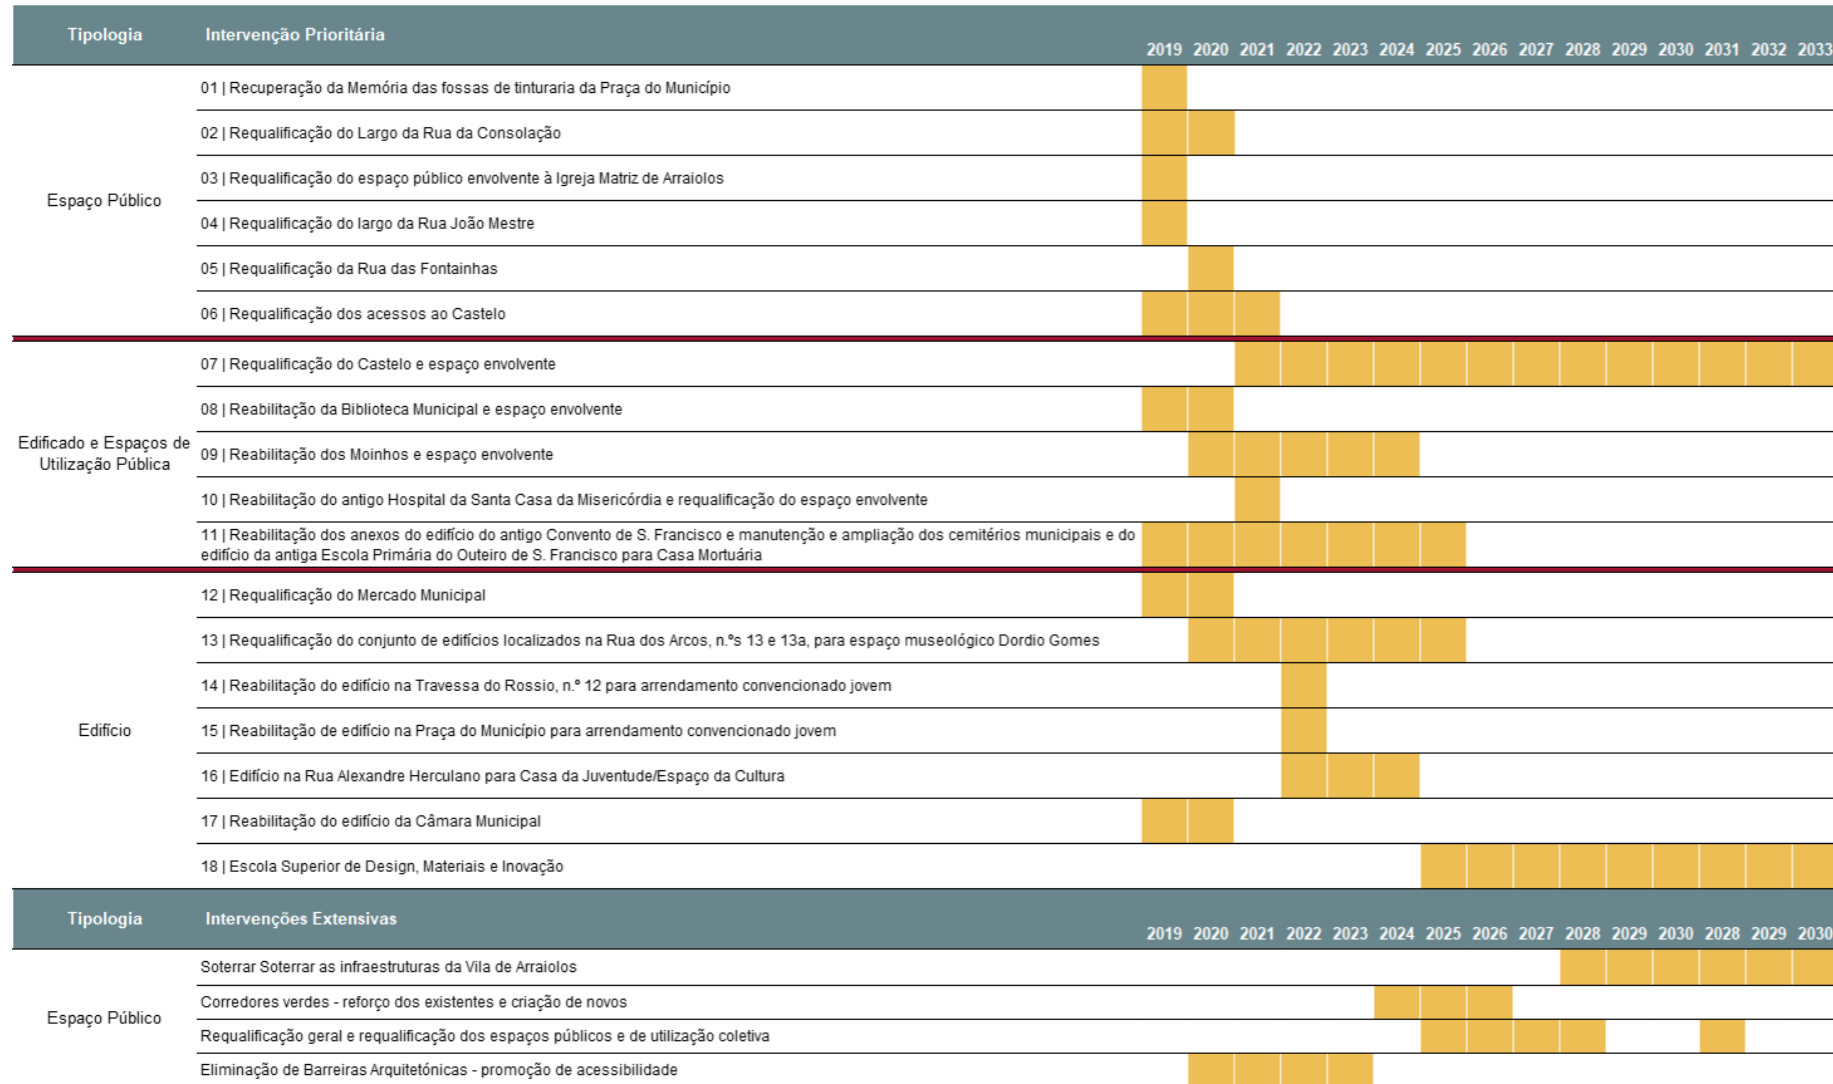 Tipologia Intervenção Prioritária
2019 2020 2021 2022 2023 2024 2025 2026 2027 2028 2029 2030 2031 2032 2033
Espaço Público
01 | Recuperação da Memória das fossas de tinturaria da Praça do Município
02 | Requalificação do Largo da Rua da Consolação
03 | Requalificação do espaço público envolvente à Igreja Matriz de Arraiolos
04 | Requalificação do largo da Rua João Mestre
05 | Requalificação da Rua das Fontainhas
06 | Requalificação dos acessos ao Castelo
Edificado e Espaços de
Utilização Pública
07 | Requalificação do Castelo e espaço envolvente
08 | Reabilitação da Biblioteca Municipal e espaço envolvente
09 | Reabilitação dos Moinhos e espaço envolvente
10 | Reabilitação do antigo Hospital da Santa Casa da Misericórdia e requalificação do espaço envolvente
11 | Reabilitação dos anexos do edifício do antigo Convento de S. Francisco e manutenção e ampliação dos cemitérios municipais e do
edifício da antiga Escola Primária do Outeiro de S. Francisco para Casa Mortuária
Edifício
12 | Requalificação do Mercado Municipal
13 | Requalificação do conjunto de edifícios localizados na Rua dos Arcos, n.ºs 13 e 13a, para espaço museológico Dordio Gomes
14 | Reabilitação do edifício na Travessa do Rossio, n.º 12 para arrendamento convencionado jovem
15 | Reabilitação de edifício na Praça do Município para arrendamento convencionado jovem
16 | Edifício na Rua Alexandre Herculano para Casa da Juventude/Espaço da Cultura
17 | Reabilitação do edifício da Câmara Municipal
18 | Escola Superior de Design, Materiais e Inovação
Tipologia Intervenções Extensivas
2019 2020 2021 2022 2023 2024 2025 2026 2027 2028 2029 2030 2028 2029 2030
Espaço Público
Soterrar Soterrar as infraestruturas da Vila de Arraiolos
Corredores verdes - reforço dos existentes e criação de novos
Requalificação geral e requalificação dos espaços públicos e de utilização coletiva
Eliminação de Barreiras Arquitetónicas - promoção de acessibilidade